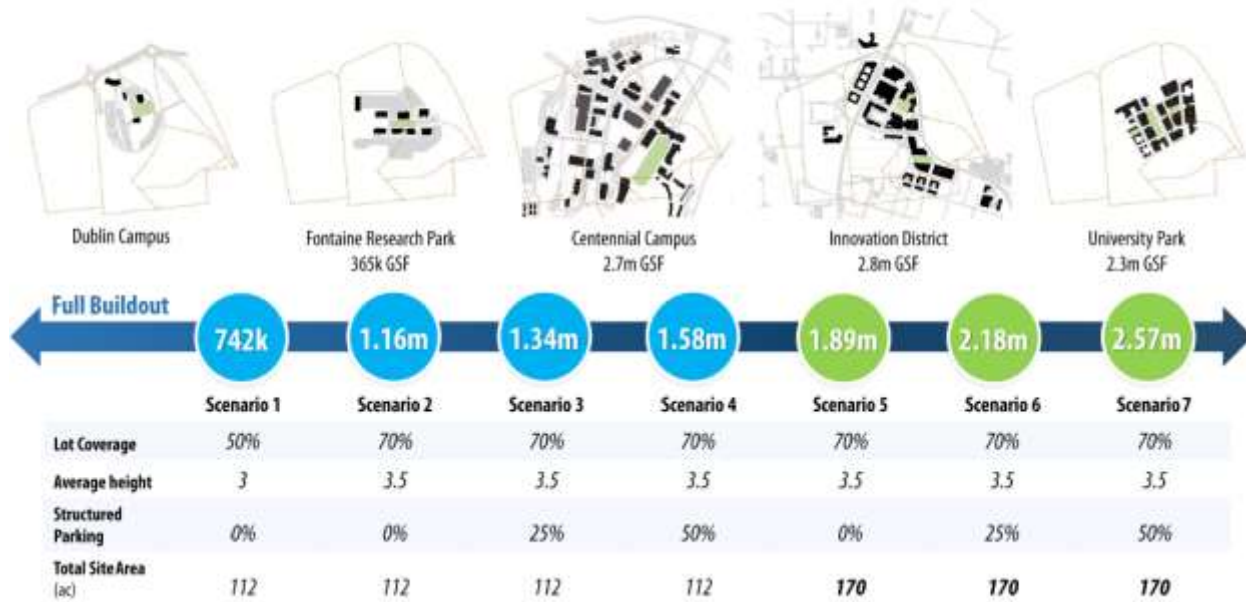 Dublin Campus
Fontaine Research Park
365k GSF
Centennial Campus
2.7m GSF
Innovation District
2.8m GSF
University Park
2.3m GSF
Full Buildout
742k 1.16m 1.34m 1.58m 1.89m 2.18m 2.57m
Scenario 1 Scenario 2 Scenario 3 Scenario 4 Scenario 5 Scenario 6 Scenario 7
Lot Coverage 50% 70% 70% 70% 70% 70% 70%
Average height 3 3.5 3.5 3.5 3.5 3.5 3.5
Structured
Parking 0% 0% 25% 50% 0% 25% 50%
Total Site Area
(ac) 112 112 112 112 170 170 170